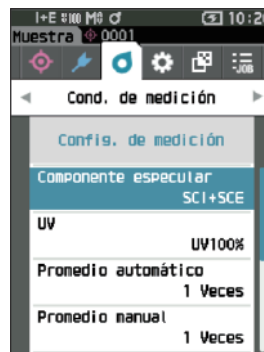 I+E M0 10:2
Muestra 0001
JOB
Cond. de medición
Config. de medición
Componente especular
SCI+SCE
UV
UV100%
Promedio automático
1 Veces
Promedio manual
1 Veces